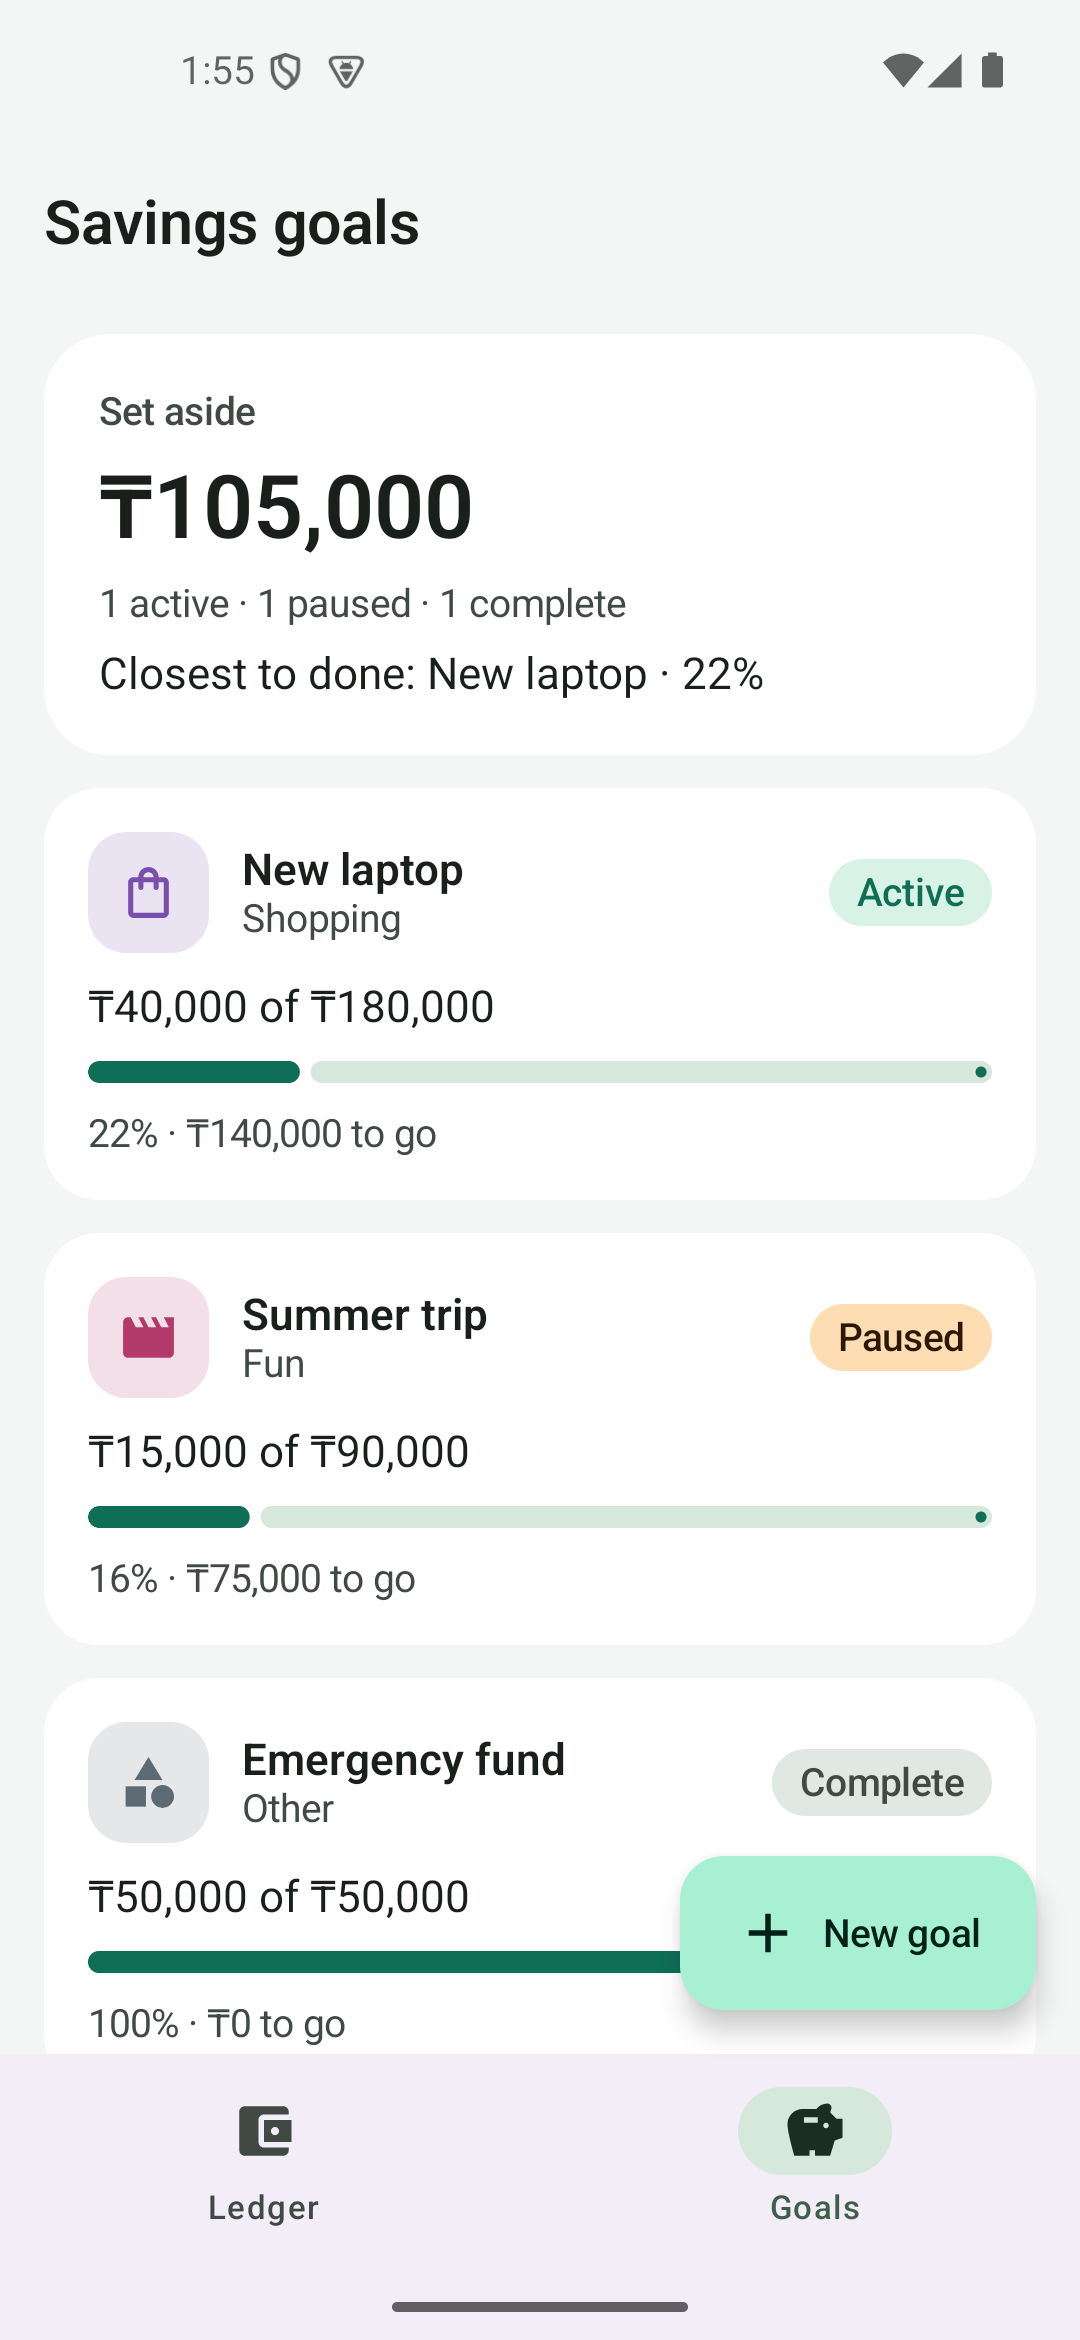 1:55
Savings goals
Set aside
₸105,000
1 active · 1 paused · 1 complete
Closest to done: New laptop · 22%
New laptop
Shopping
Active
₸40,000 of ₸180,000
22% · ₸140,000 to go
Summer trip
Fun
Paused
₸15,000 of ₸90,000
16% · ₸75,000 to go
Emergency fund
Other
Complete
₸50,000 of ₸50,000
New goal
100% · ₸0 to go
Ledger
Goals